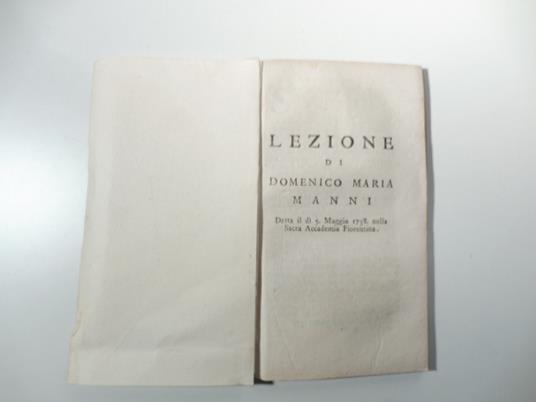 LEZIONE
DI
DOMENICO MARIA
MANNI
Detta il dì 5. Maggio 1738. nella
Sacra Accademia Fiorentina.